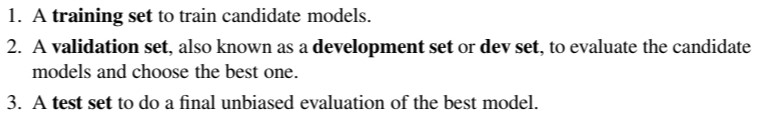 1. A training set to train candidate models.
2. A validation set, also known as a development set or dev set, to evaluate the candidate
models and choose the best one.
3. A test set to do a final unbiased evaluation of the best model.